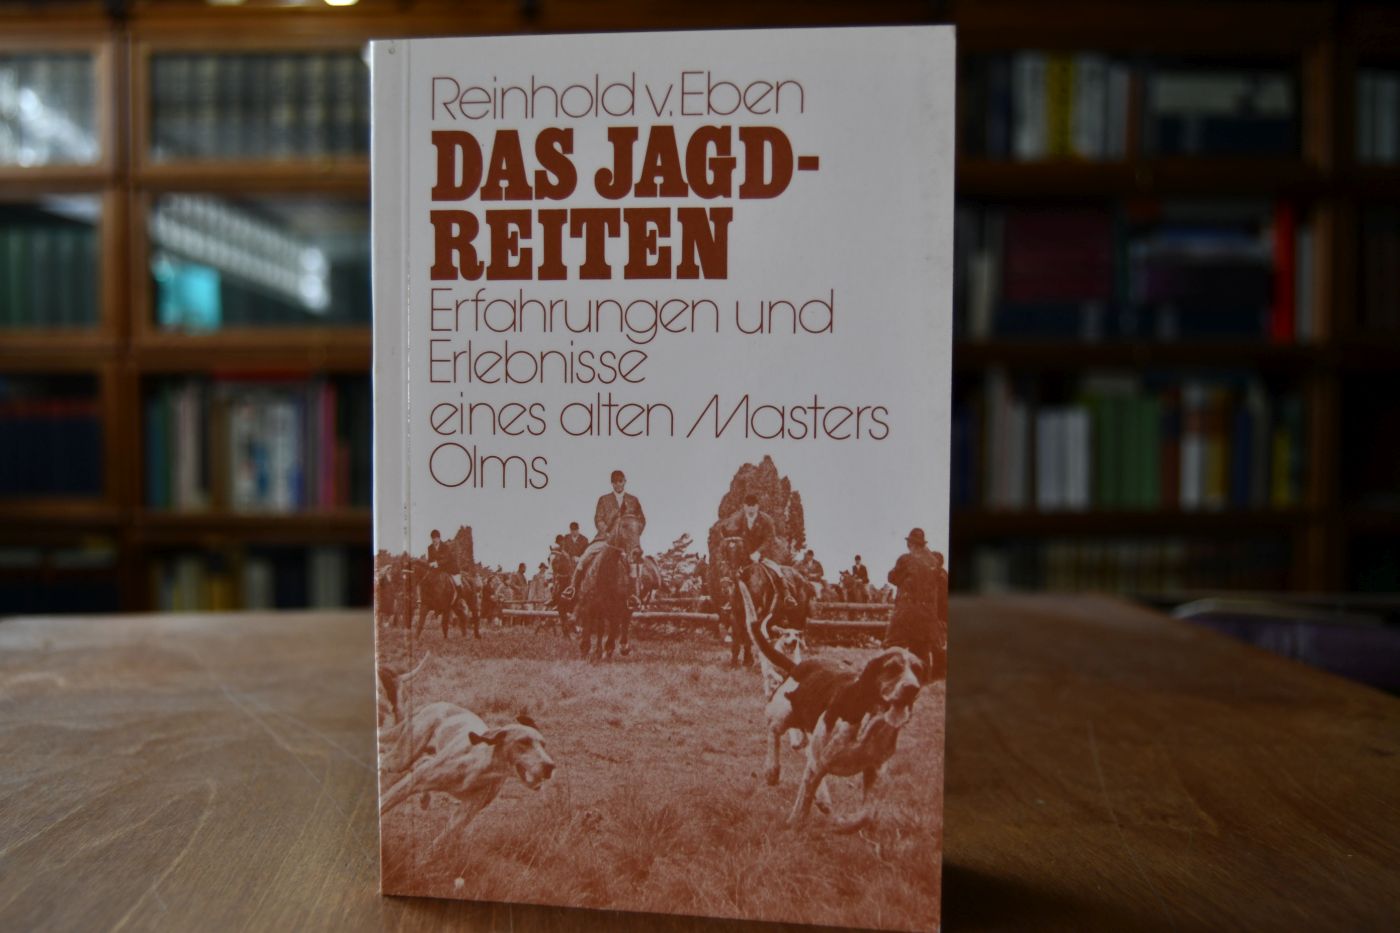 Reinhold v. Eben
DAS JAGD-
REITEN
Erfahrungen und
Erlebnisse
eines alten Masters
Olms